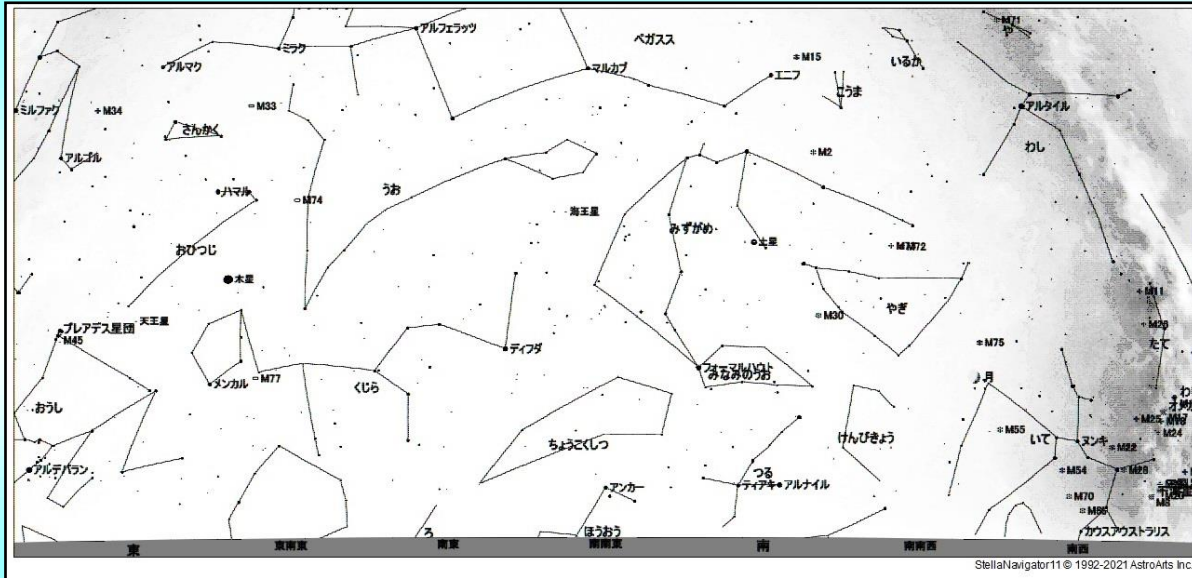 M71
や
アルフェラッツ
ペガスス
ミラク
M15
いるか
アルマク
マルカブ
エニフ
こうま
ミルファク
M34
M33
アルタイル
さんかく
わし
アルゴル
M2
ハマル
うお
M74
海王星
みずがめ
土星
M72
おひつじ
木星
M11
やぎ
天王星
M30
M26
プレアデス星団
M45
たて
ディフダ
M75
フォーマルハウト
みなみのうお
メンカル
M77
くじら
月
おうし
M25
M24
M55
けんびきょう
いて
ヌンキ
M22
ちょうこくしつ
アルデバラン
つる
M54
M28
アンカー
ティアキ
アルナイル
M70
M8
ろ
ほうおう
カウスアウストラリス
東
東南東
南東
南南東
南
南南西
南西
StellaNavigator11 © 1992-2021 AstroArts Inc.